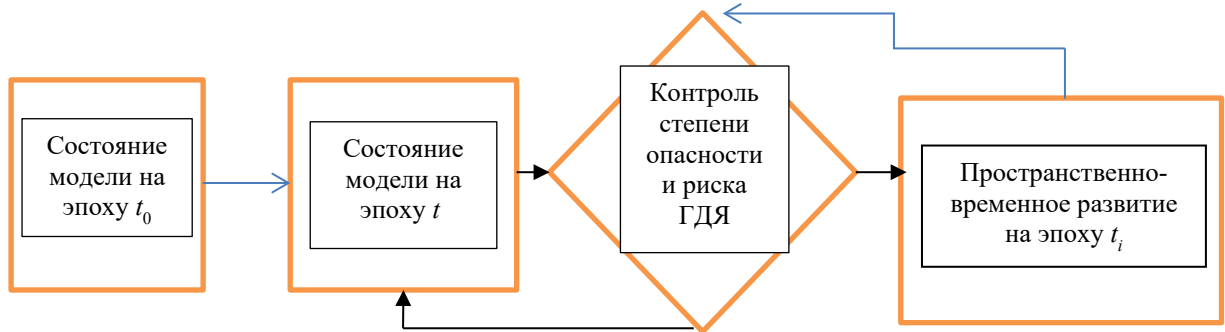 Состояние
модели на
эпоху t₀
Состояние
модели на
эпоху t
Контроль
степени
опасности
и риска
ГДЯ
Пространственно-
временное развитие
на эпоху tᵢ